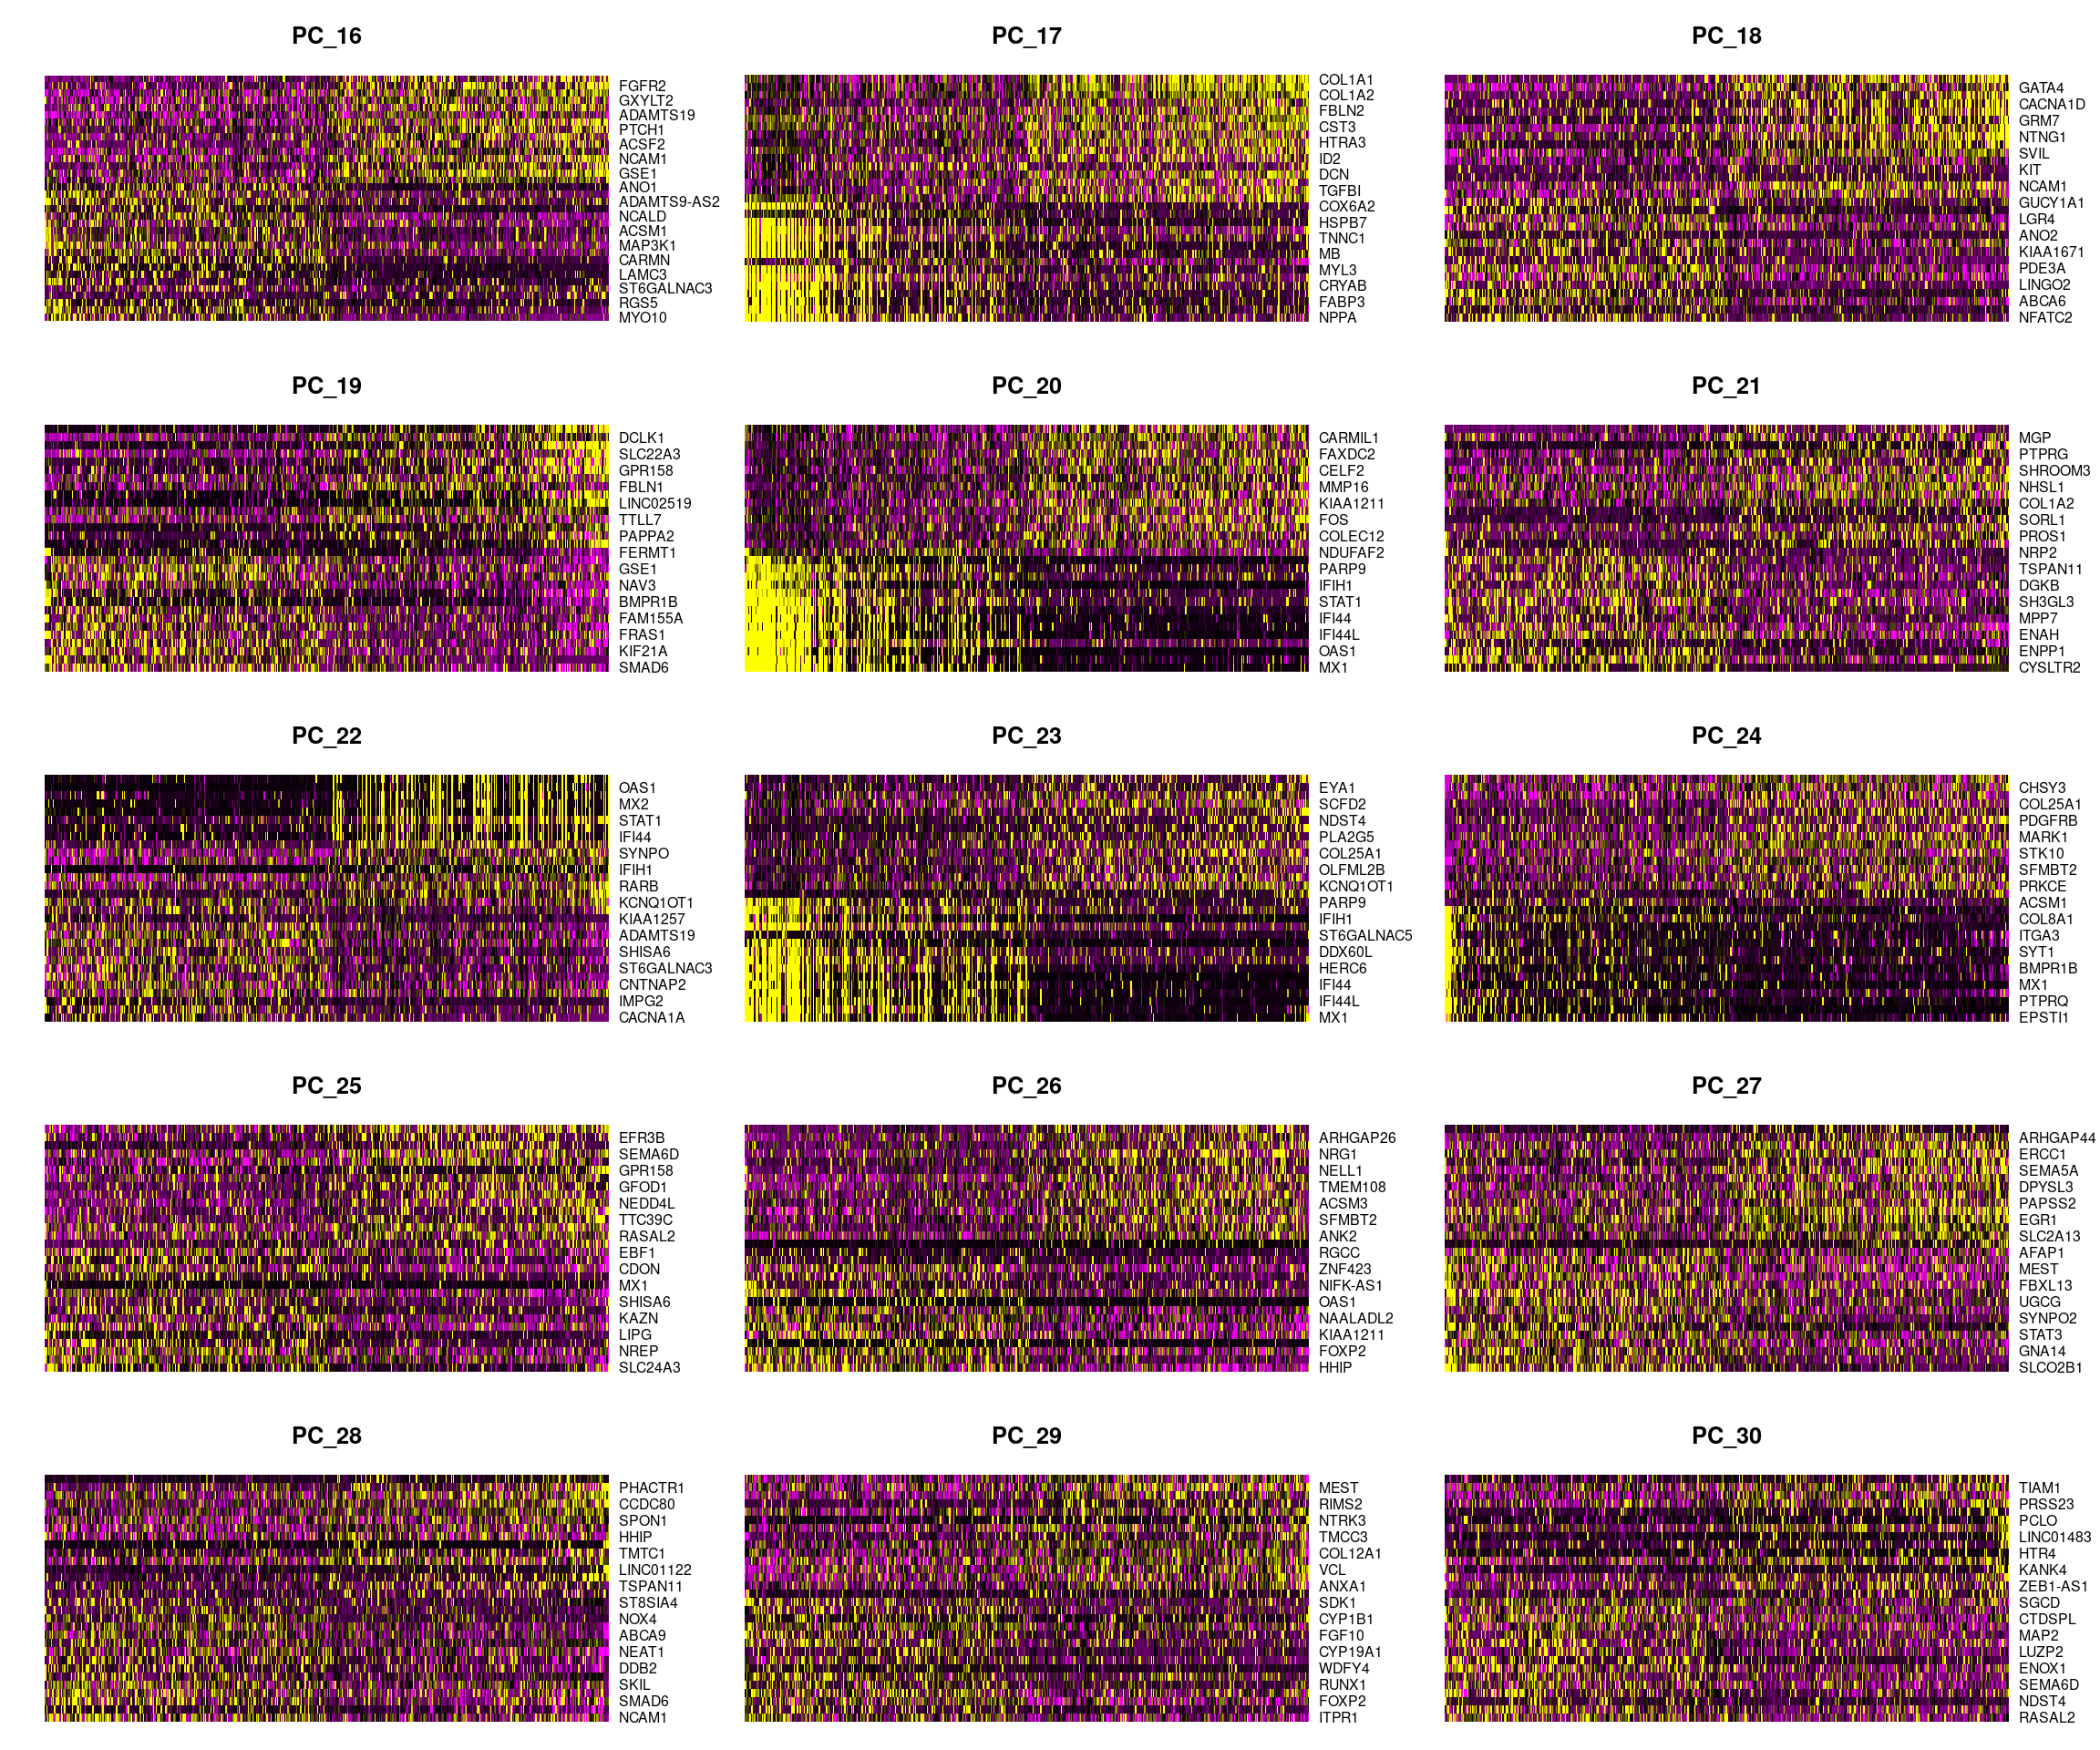 PC_16
FGFR2
GXYLT2
ADAMTS19
PTCH1
ACSF2
NCAM1
GSE1
ANO1
ADAMTS9-AS2
NCALD
ACSM1
MAP3K1
CARMN
LAMC3
ST6GALNAC3
RGS5
MYO10
PC_17
COL1A1
COL1A2
FBLN2
CST3
HTRA3
ID2
DCN
TGFBI
COX6A2
HSPB7
TNNC1
MB
MYL3
CRYAB
FABP3
NPPA
PC_18
GATA4
CACNA1D
GRM7
NTNG1
SVIL
KIT
NCAM1
GUCY1A1
LGR4
ANO2
KIAA1671
PDE3A
LINGO2
ABCA6
NFATC2
PC_19
DCLK1
SLC22A3
GPR158
FBLN1
LINC02519
TTLL7
PAPPA2
FERMT1
GSE1
NAV3
BMPR1B
FAM155A
FRAS1
KIF21A
SMAD6
PC_20
CARMIL1
FAXDC2
CELF2
MMP16
KIAA1211
FOS
COLEC12
NDUFAF2
PARP9
IFIH1
STAT1
IFI44
IFI44L
OAS1
MX1
PC_21
MGP
PTPRG
SHROOM3
NHSL1
COL1A2
SORL1
PROS1
NRP2
TSPAN11
DGKB
SH3GL3
MPP7
ENAH
ENPP1
CYSLTR2
PC_22
OAS1
MX2
STAT1
IFI44
SYNPO
IFIH1
RARB
KCNQ1OT1
KIAA1257
ADAMTS19
SHISA6
ST6GALNAC3
CNTNAP2
IMPG2
CACNA1A
PC_23
EYA1
SCFD2
NDST4
PLA2G5
COL25A1
OLFML2B
KCNQ1OT1
PARP9
IFIH1
ST6GALNAC5
DDX60L
HERC6
IFI44
IFI44L
MX1
PC_24
CHSY3
COL25A1
PDGFRB
MARK1
STK10
SFMBT2
PRKCE
ACSM1
COL8A1
ITGA3
SYT1
BMPR1B
MX1
PTPRQ
EPSTI1
PC_25
EFR3B
SEMA6D
GPR158
GFOD1
NEDD4L
TTC39C
RASAL2
EBF1
CDON
MX1
SHISA6
KAZN
LIPG
NREP
SLC24A3
PC_26
ARHGAP26
NRG1
NELL1
TMEM108
ACSM3
SFMBT2
ANK2
RGCC
ZNF423
NIFK-AS1
OAS1
NAALADL2
KIAA1211
FOXP2
HHIP
PC_27
ARHGAP44
ERCC1
SEMA5A
DPYSL3
PAPSS2
EGR1
SLC2A13
AFAP1
MEST
FBXL13
UGCG
SYNPO2
STAT3
GNA14
SLCO2B1
PC_28
PHACTR1
CCDC80
SPON1
HHIP
TMTC1
LINC01122
TSPAN11
ST8SIA4
NOX4
ABCA9
NEAT1
DDB2
SKIL
SMAD6
NCAM1
PC_29
MEST
RIMS2
NTRK3
TMCC3
COL12A1
VCL
ANXA1
SDK1
CYP1B1
FGF10
CYP19A1
WDFY4
RUNX1
FOXP2
ITPR1
PC_30
TIAM1
PRSS23
PCLO
LINC01483
HTR4
KANK4
ZEB1-AS1
SGCD
CTDSPL
MAP2
LUZP2
ENOX1
SEMA6D
NDST4
RASAL2